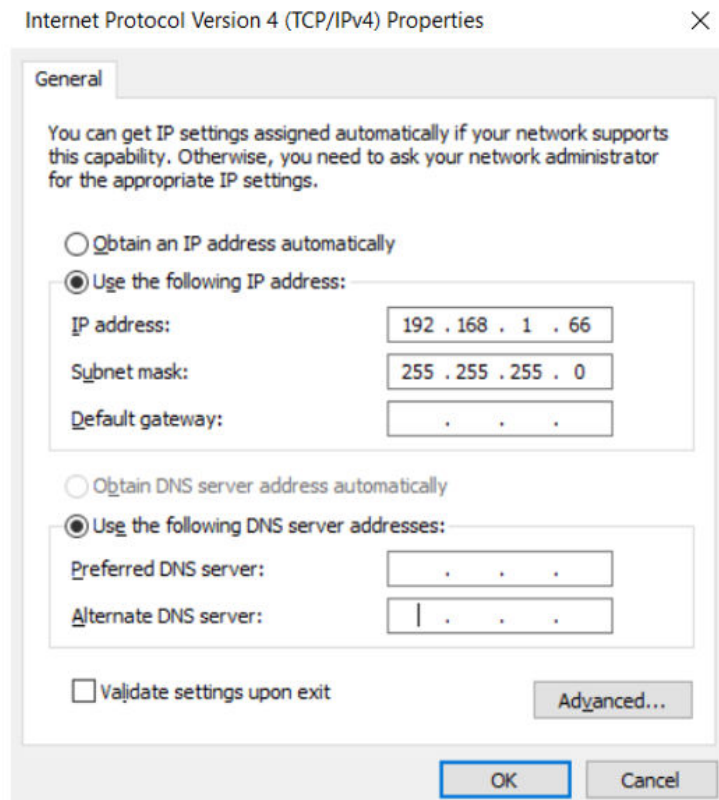 Internet Protocol Version 4 (TCP/IPv4) Properties
General
You can get IP settings assigned automatically if your network supports
this capability. Otherwise, you need to ask your network administrator
for the appropriate IP settings.
Obtain an IP address automatically
Use the following IP address:
IP address: 192 . 168 . 1 . 66
Subnet mask: 255 . 255 . 255 . 0
Default gateway: . . .
Obtain DNS server address automatically
Use the following DNS server addresses:
Preferred DNS server: . . .
Alternate DNS server: . . .
Validate settings upon exit
Advanced...
OK Cancel